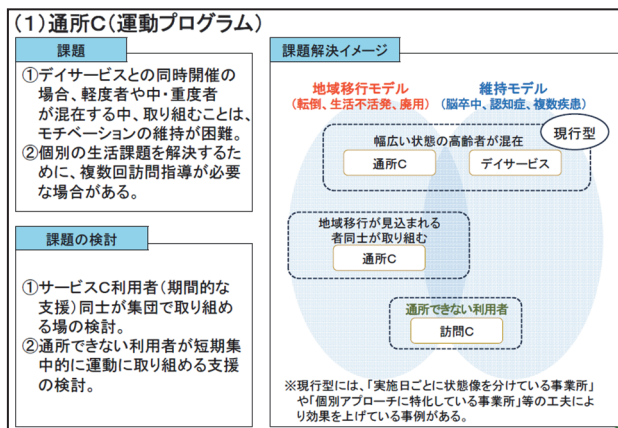 (1)通所C(運動プログラム)
課題
①デイサービスとの同時開催の
場合、軽度者や中・重度者
が混在する中、取り組むことは、
モチベーションの維持が困難。
②個別の生活課題を解決するた
めに、複数回訪問指導が必要
な場合がある。
課題の検討
①サービスC利用者(期間的な
支援)同士が集団で取り組め
る場の検討。
②通所できない利用者が短期集
中的に運動に取り組める支援
の検討。
課題解決イメージ
地域移行モデル
(転倒、生活不活発、廃用)
維持モデル
(脳卒中、認知症、複数疾患)
現行型
幅広い状態の高齢者が混在
通所C
デイサービス
地域移行が見込まれる
者同士が取り組む
通所C
通所できない利用者
訪問C
※現行型には、「実施日ごとに状態像を分けている事業所」
や「個別アプローチに特化している事業所」等の工夫によ
り効果を上げている事例がある。